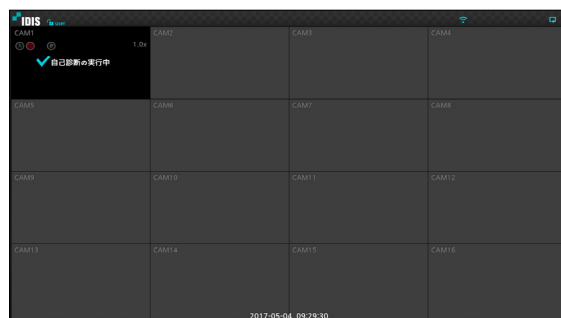 IDIS USER
CAM1 CAM2 CAM3 CAM4
1.0x
自己診断の実行中
CAM5 CAM6 CAM7 CAM8
CAM9 CAM10 CAM11 CAM12
CAM13 CAM14 CAM15 CAM16
2017-05-04 09:29:30